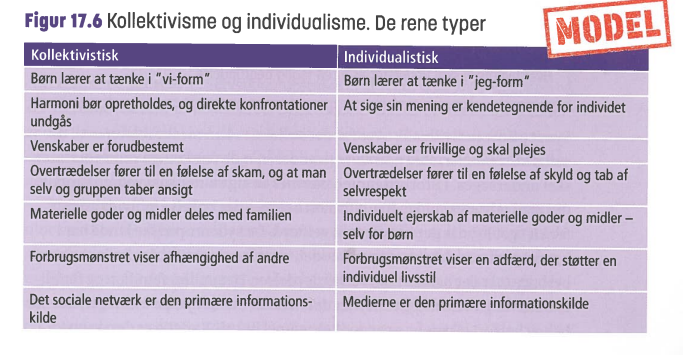 Figur 17.6 Kollektivisme og individualisme. De rene typer
MODEL
Kollektivistisk
Individualistisk
Børn lærer at tænke i "vi-form"
Børn lærer at tænke i "jeg-form"
Harmoni bør opretholdes, og direkte konfrontationer
undgås
At sige sin mening er kendetegnende for individet
Venskaber er forudbestemt
Venskaber er frivillige og skal plejes
Overtrædelser fører til en følelse af skam, og at man
selv og gruppen taber ansigt
Overtrædelser fører til en følelse af skyld og tab af
selvrespekt
Materielle goder og midler deles med familien
Individuelt ejerskab af materielle goder og midler –
selv for børn
Forbrugsmønstret viser afhængighed af andre
Forbrugsmønstret viser en adfærd, der støtter en
individuel livsstil
Det sociale netværk er den primære informations-
kilde
Medierne er den primære informationskilde